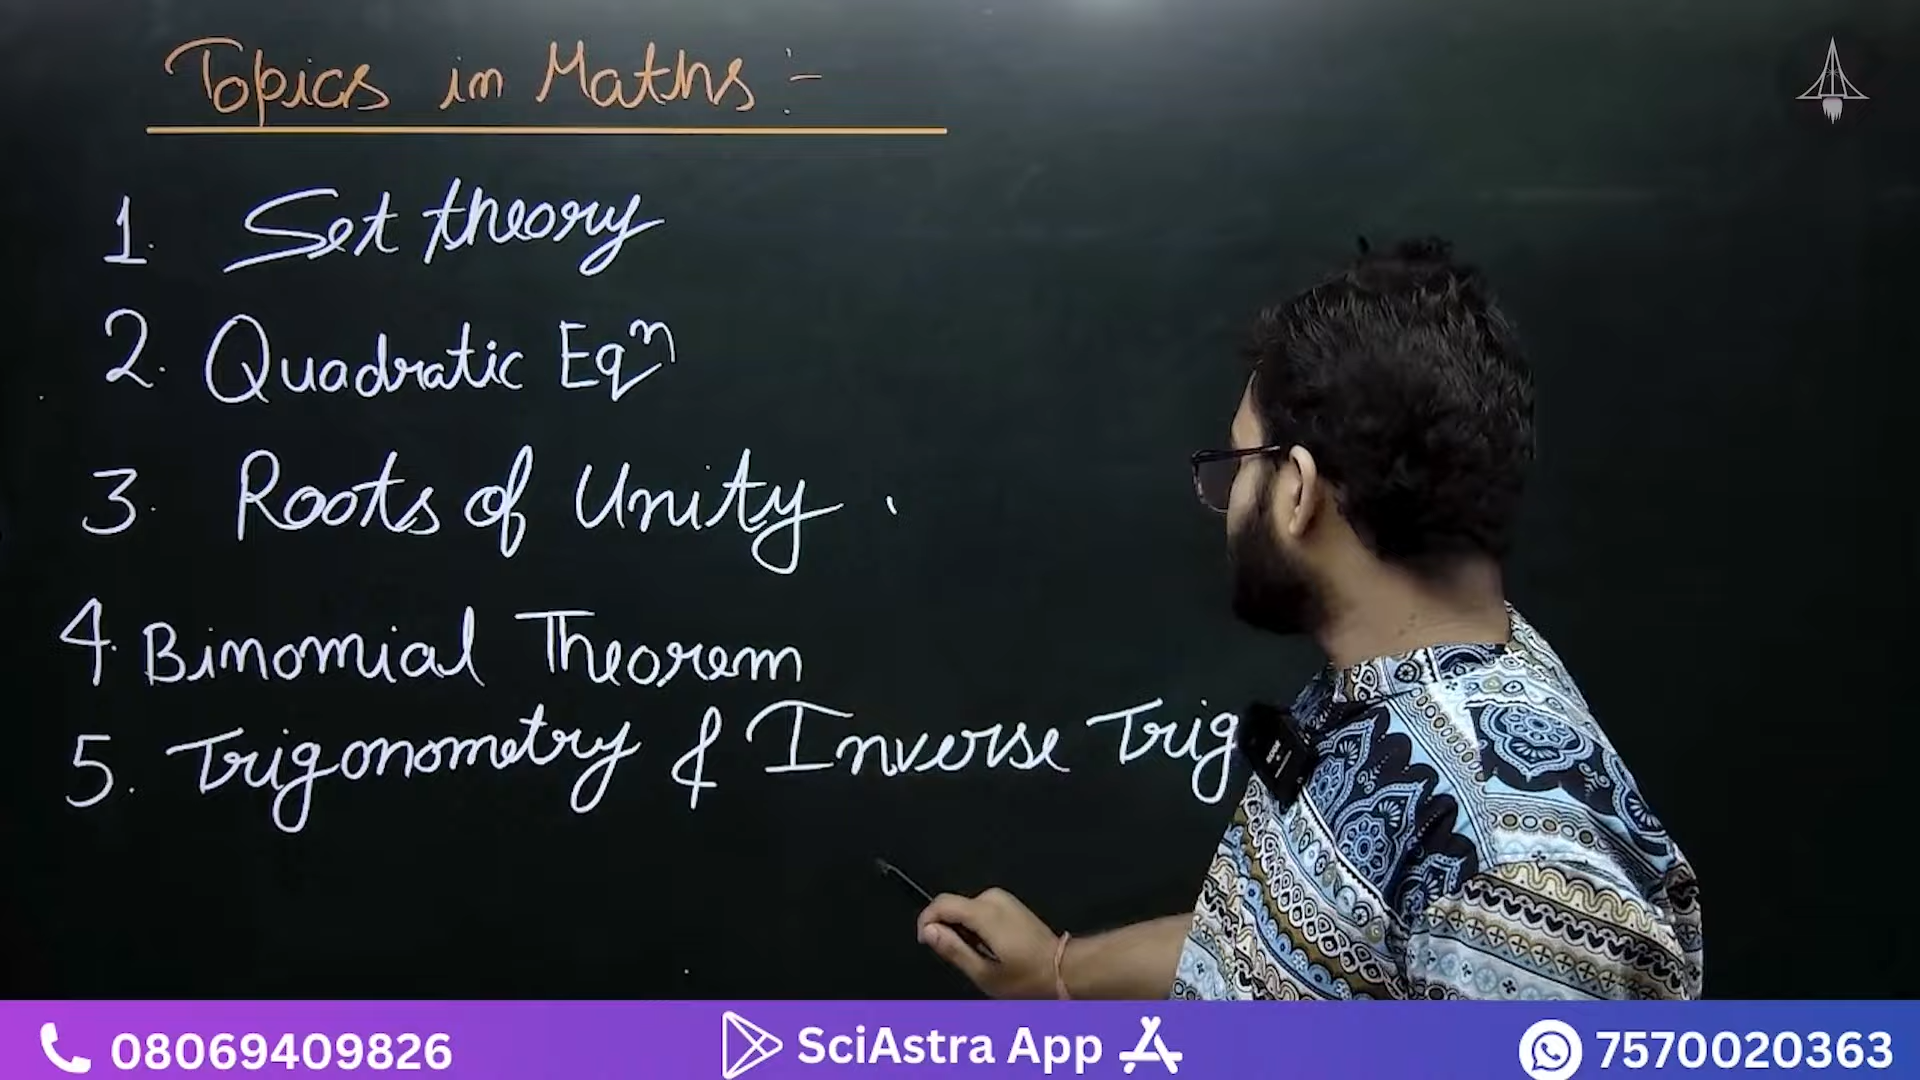 Topics in Maths :-
1. Set theory
2. Quadratic Eqⁿ
3. Roots of Unity .
4. Binomial Theorem
5. Trigonometry & Inverse Trig
08069409826 SciAstra App 7570020363